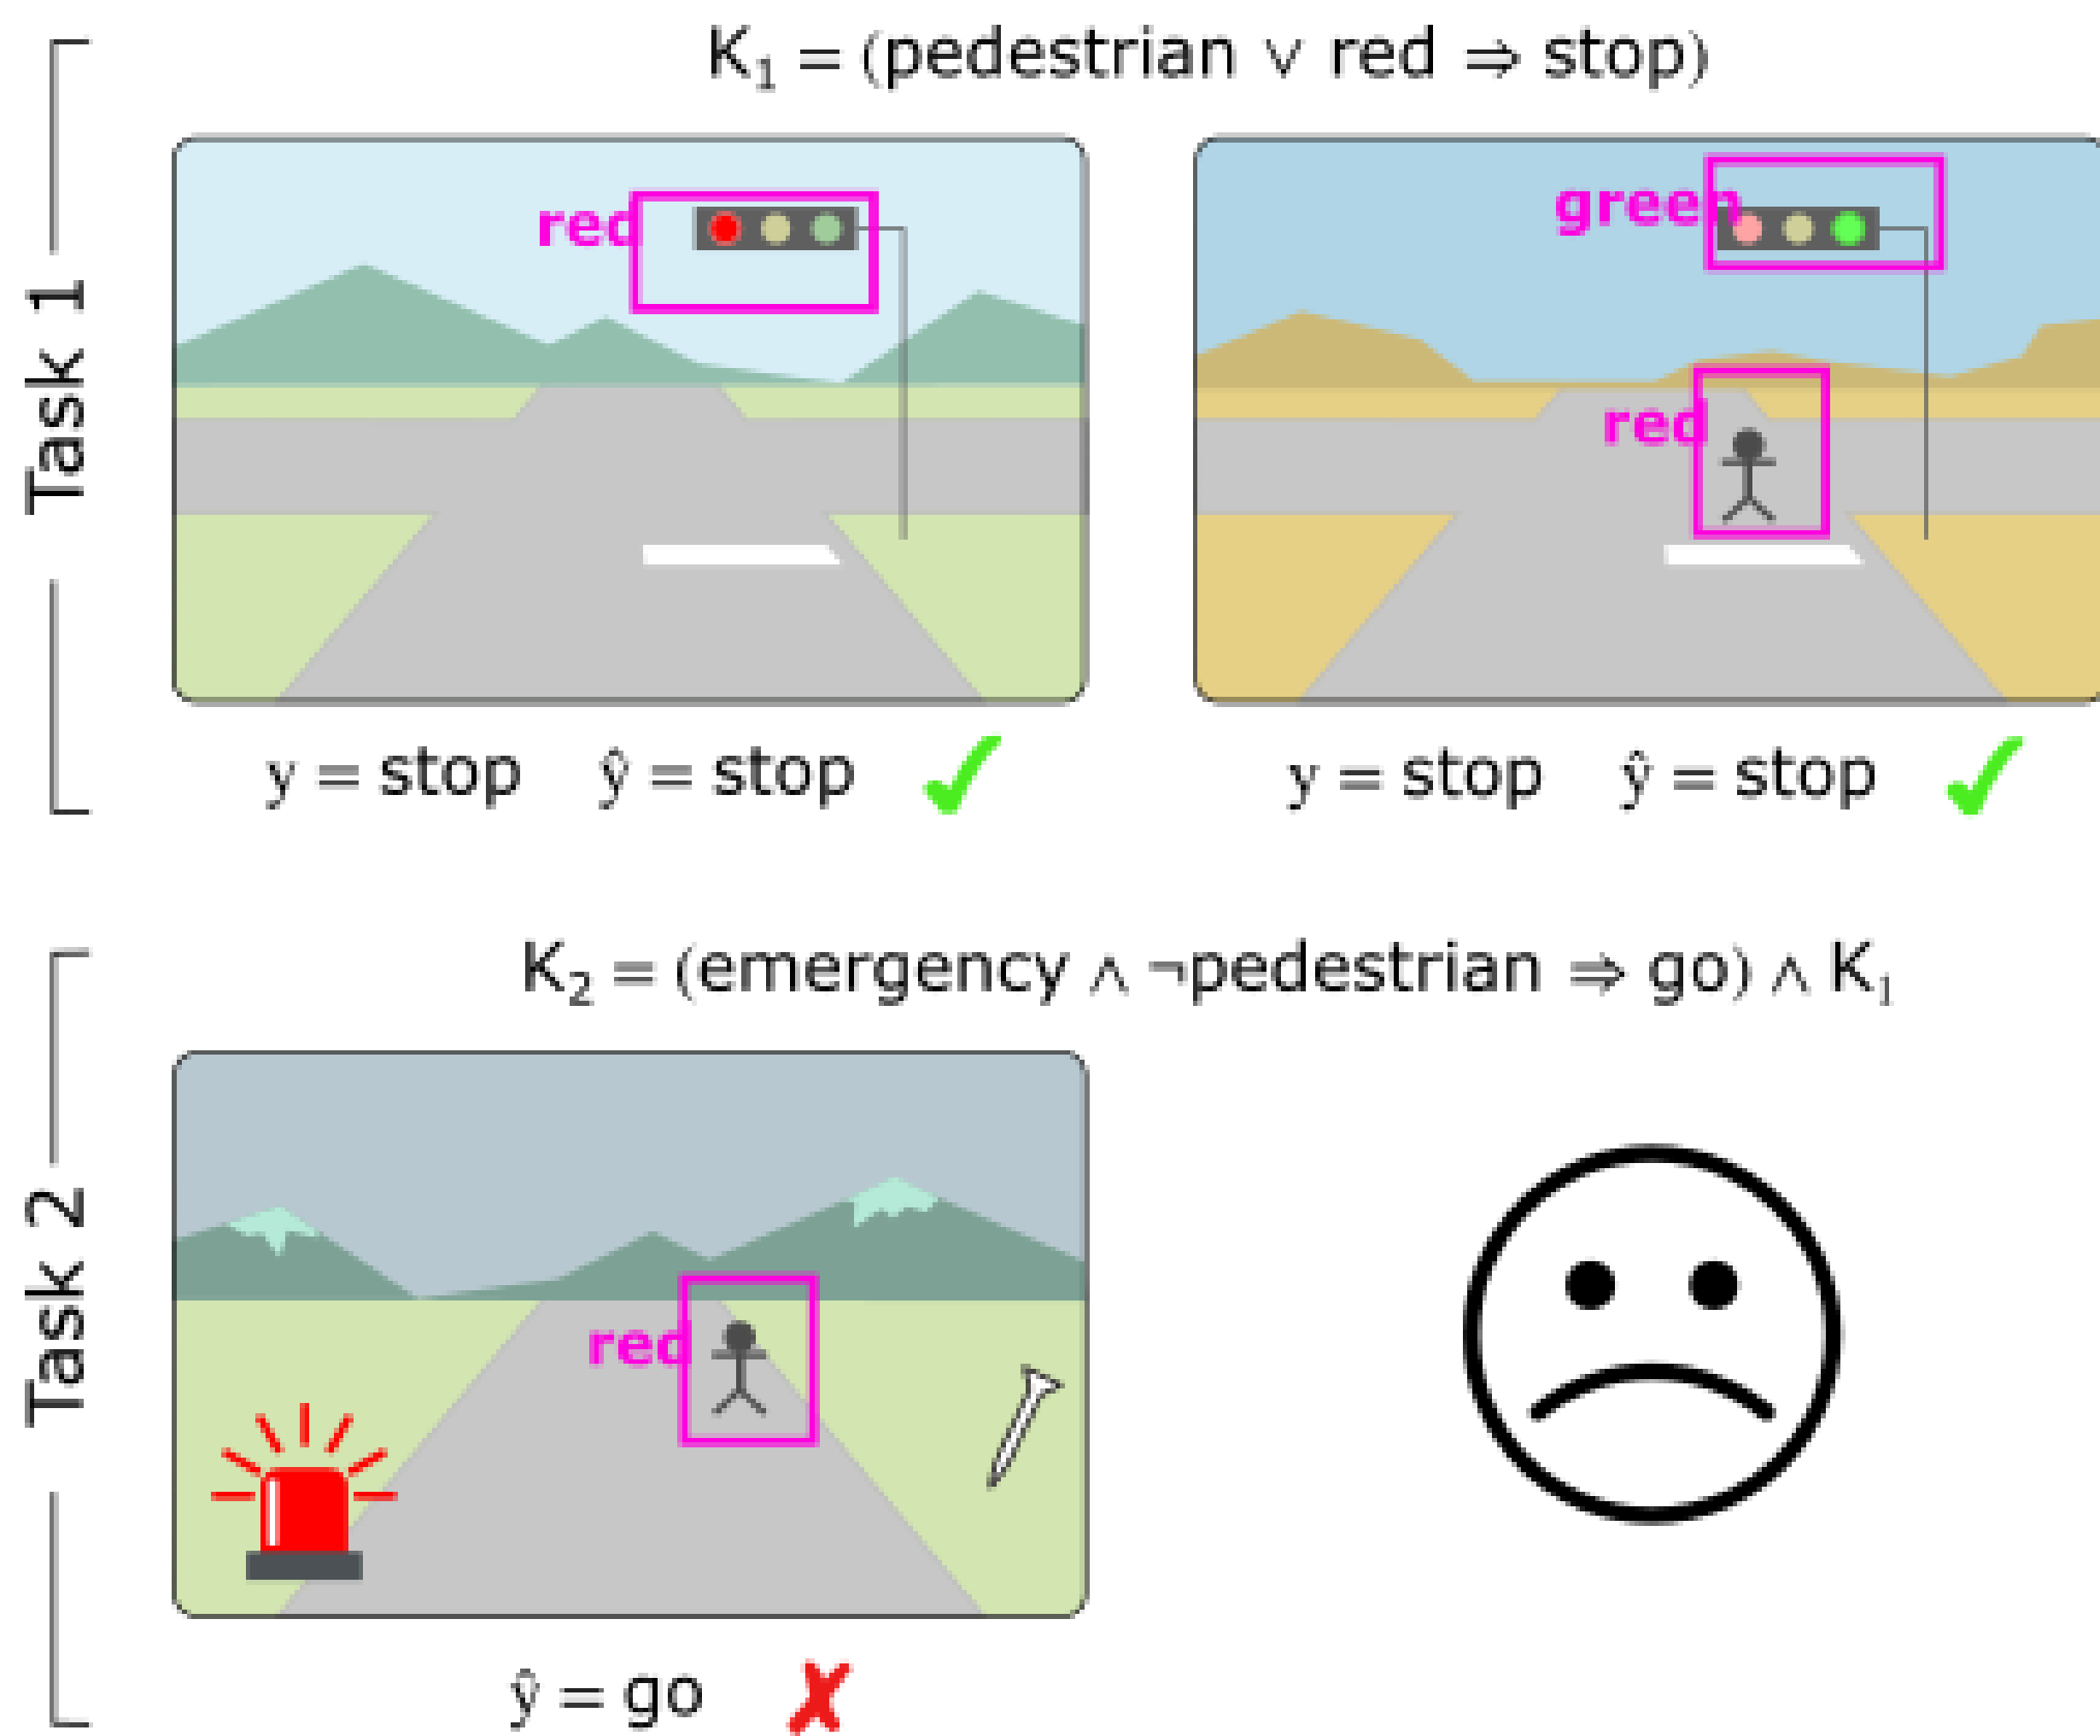 K₁ = (pedestrian ∨ red ⇒ stop)
Task 1
red
green
red
y = stop ŷ = stop ✓
y = stop ŷ = stop ✓
K₂ = (emergency ∧ ¬pedestrian ⇒ go) ∧ K₁
Task 2
red
ŷ = go ✗